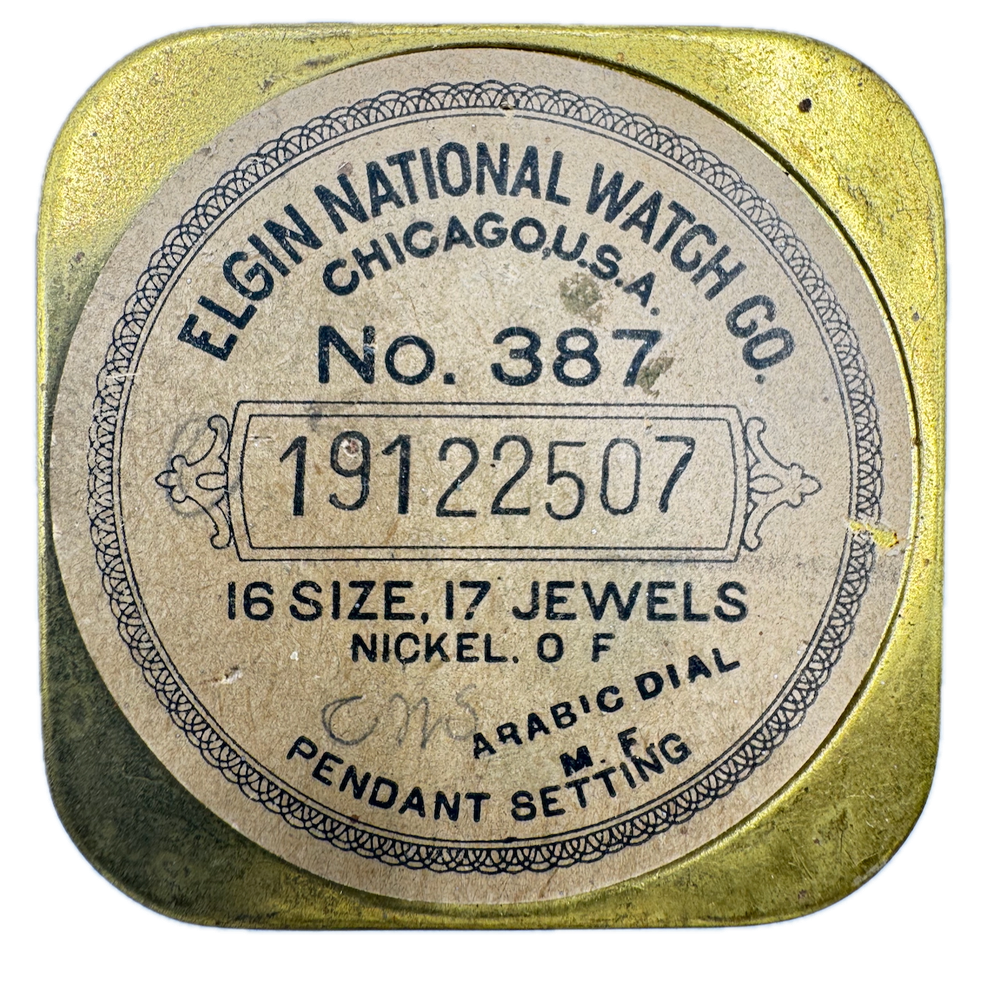 ELGIN NATIONAL WATCH CO.
CHICAGO, U.S.A.
No. 387
19122507
16 SIZE, 17 JEWELS
NICKEL. O F
ARABIC DIAL
M. F.
PENDANT SETTING